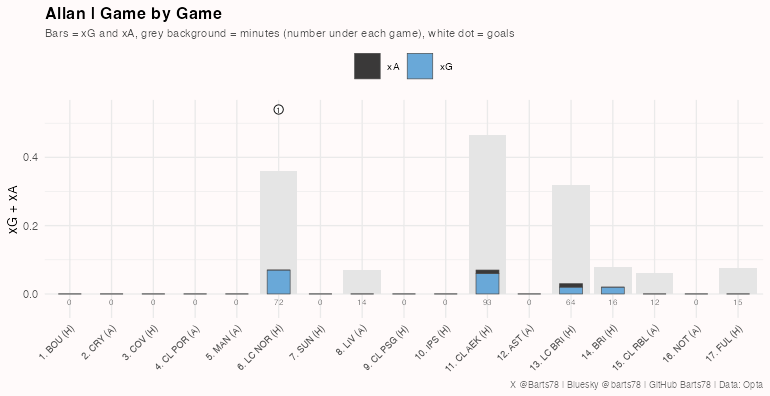 Allan | Game by Game
Bars = xG and xA, grey background = minutes (number under each game), white dot = goals
xA xG
xG + xA
0.4
0.2
0.0
1
0 0 0 0 0 72 0 14 0 0 93 0 64 16 12 0 15
1. BOU (H)
2. CRY (A)
3. COV (H)
4. CL POR (A)
5. MAN (A)
6. LC NOR (H)
7. SUN (H)
8. LIV (A)
9. CL PSG (H)
10. IPS (H)
11. CL AEK (H)
12. AST (A)
13. LC BRI (H)
14. BRI (H)
15. CL RBL (A)
16. NOT (A)
17. FUL (H)
X @Barts78 | Bluesky @barts78 | GitHub Barts78 | Data: Opta